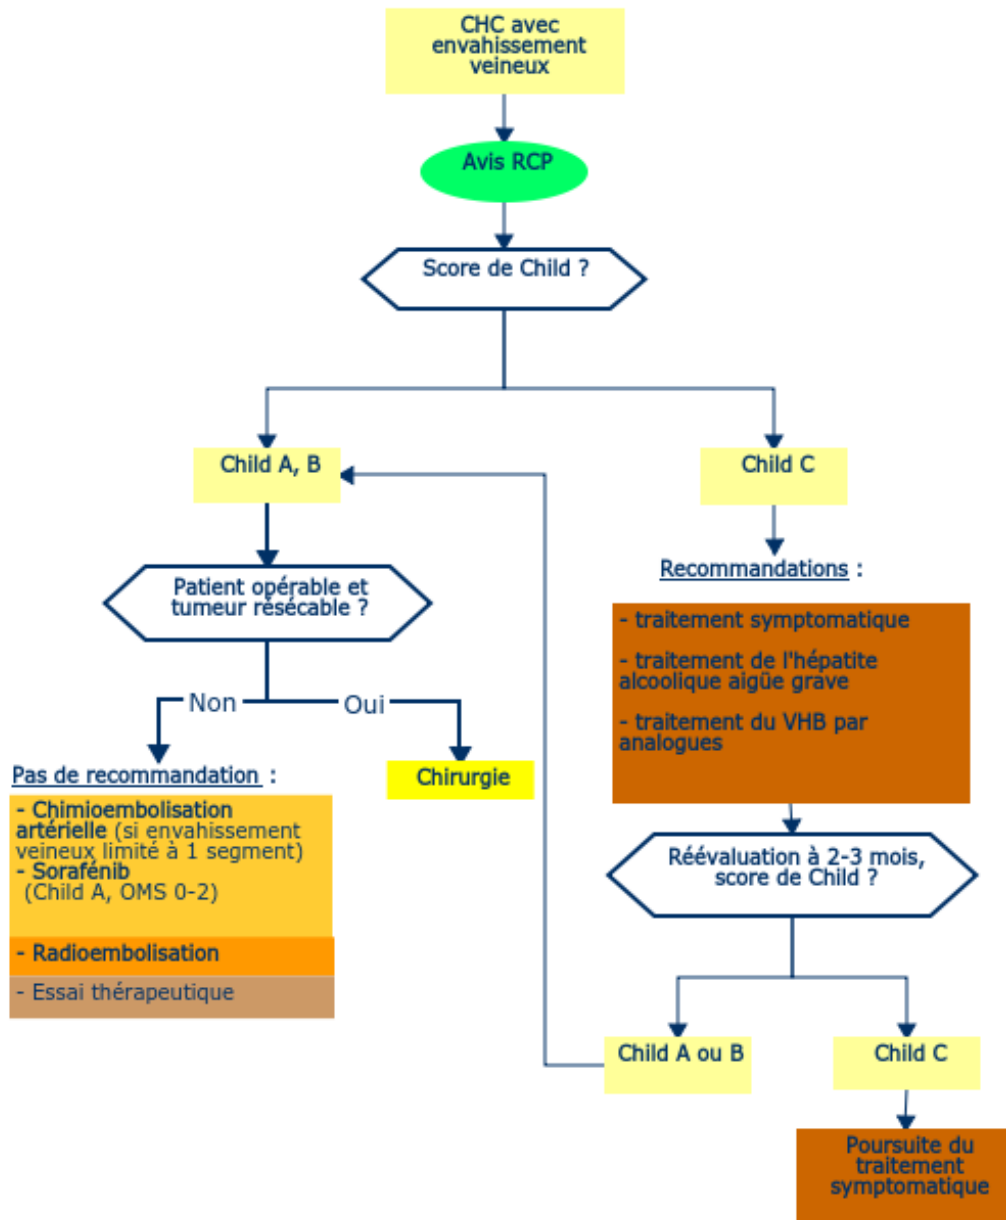 CHC avec
envahissement
veineux
Avis RCP
Score de Child ?
Child A, B
Child C
Patient opérable et
tumeur résécable ?
Non
Oui
Pas de recommandation :
- Chimioembolisation
artérielle (si envahissement
veineux limité à 1 segment)
- Sorafénib
(Child A, OMS 0-2)
- Radioembolisation
- Essai thérapeutique
Chirurgie
Recommandations :
- traitement symptomatique
- traitement de l'hépatite
alcoolique aigüe grave
- traitement du VHB par
analogues
Réévaluation à 2-3 mois,
score de Child ?
Child A ou B
Child C
Poursuite du
traitement
symptomatique